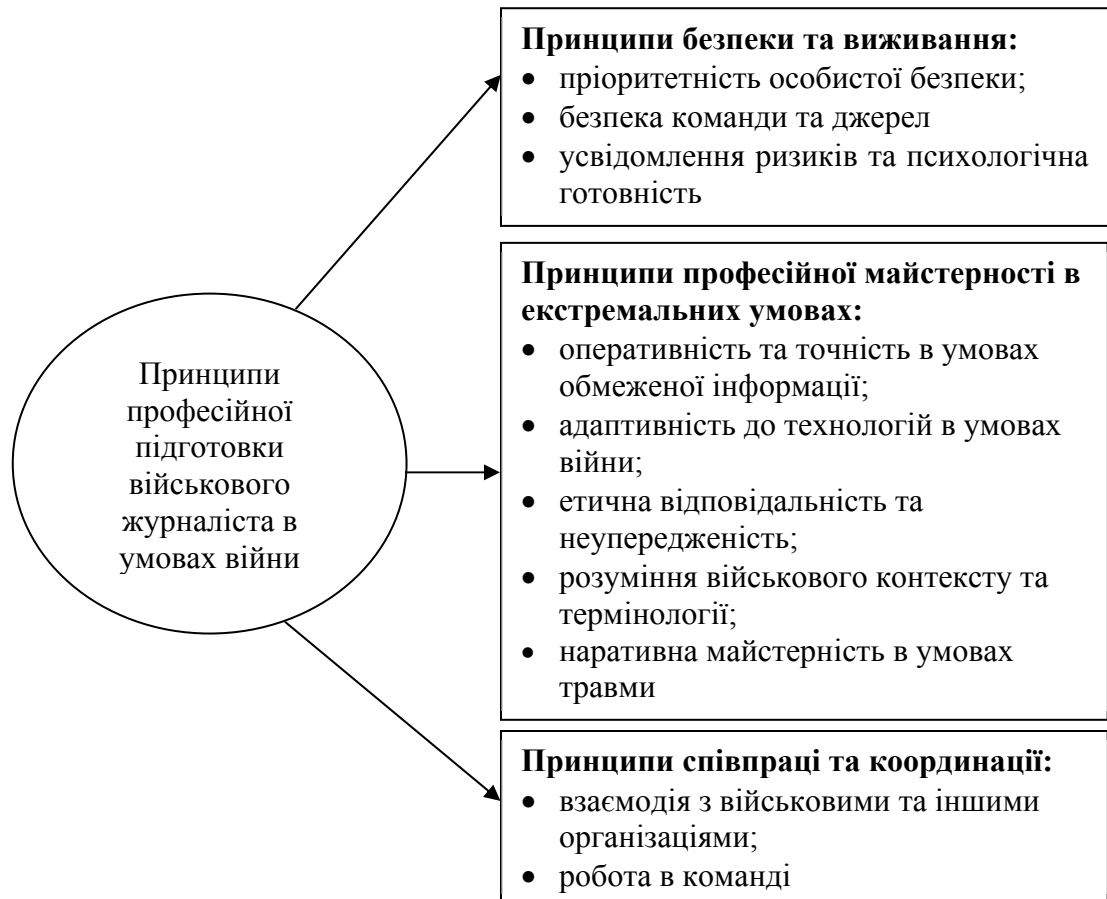 Принципи
професійної
підготовки
військового
журналіста в
умовах війни
Принципи безпеки та виживання:
• пріоритетність особистої безпеки;
• безпека команди та джерел
• усвідомлення ризиків та психологічна
готовність
Принципи професійної майстерності в
екстремальних умовах:
• оперативність та точність в умовах
обмеженої інформації;
• адаптивність до технологій в умовах
війни;
• етична відповідальність та
неупередженість;
• розуміння військового контексту та
термінології;
• наративна майстерність в умовах
травми
Принципи співпраці та координації:
• взаємодія з військовими та іншими
організаціями;
• робота в команді